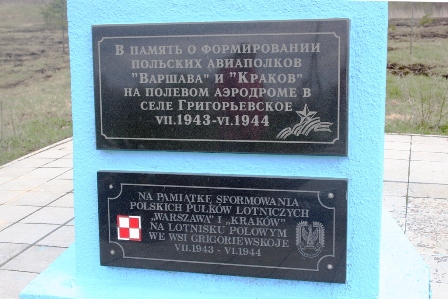 В ПАМЯТЬ О ФОРМИРОВАНИИ
ПОЛЬСКИХ АВИАПОЛКОВ
"ВАРШАВА" И "КРАКОВ"
НА ПОЛЕВОМ АЭРОДРОМЕ В
СЕЛЕ ГРИГОРЬЕВСКОЕ
VII.1943-VI.1944
NA PAMIĄTKĘ SFORMOWANIA
POLSKICH PUŁKÓW LOTNICZYCH
„WARSZAWA" I „KRAKÓW"
NA LOTNISKU POLOWYM
WE WSI GRIGORIEWSKOJE
VII.1943 - VI.1944